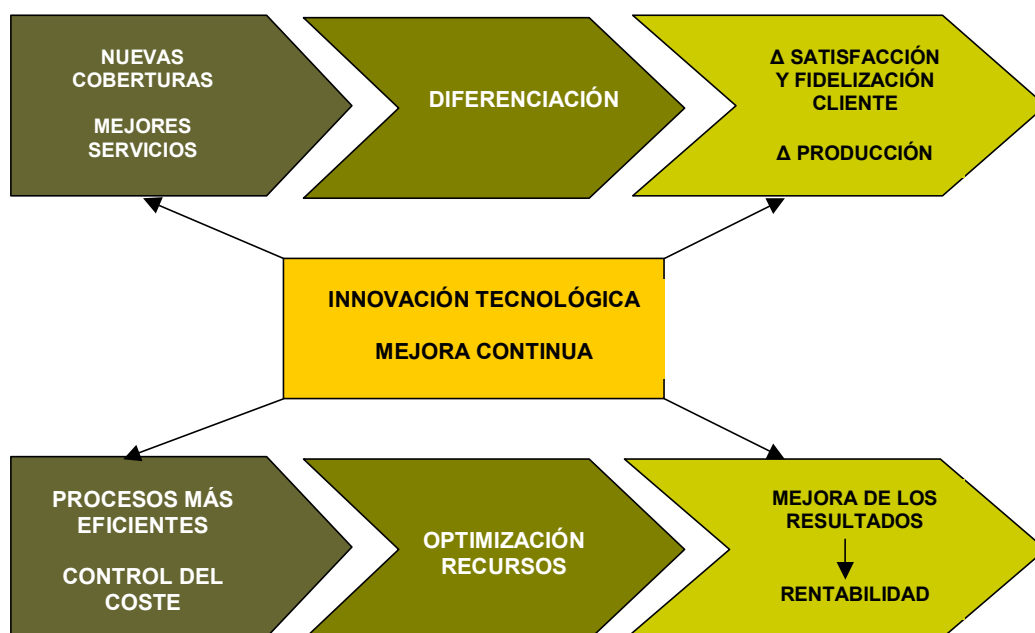 NUEVAS
COBERTURAS
MEJORES
SERVICIOS
DIFERENCIACIÓN
Δ SATISFACCIÓN
Y FIDELIZACIÓN
CLIENTE
Δ PRODUCCIÓN
INNOVACIÓN TECNOLÓGICA
MEJORA CONTINUA
PROCESOS MÁS
EFICIENTES
CONTROL DEL
COSTE
OPTIMIZACIÓN
RECURSOS
MEJORA DE LOS
RESULTADOS
RENTABILIDAD